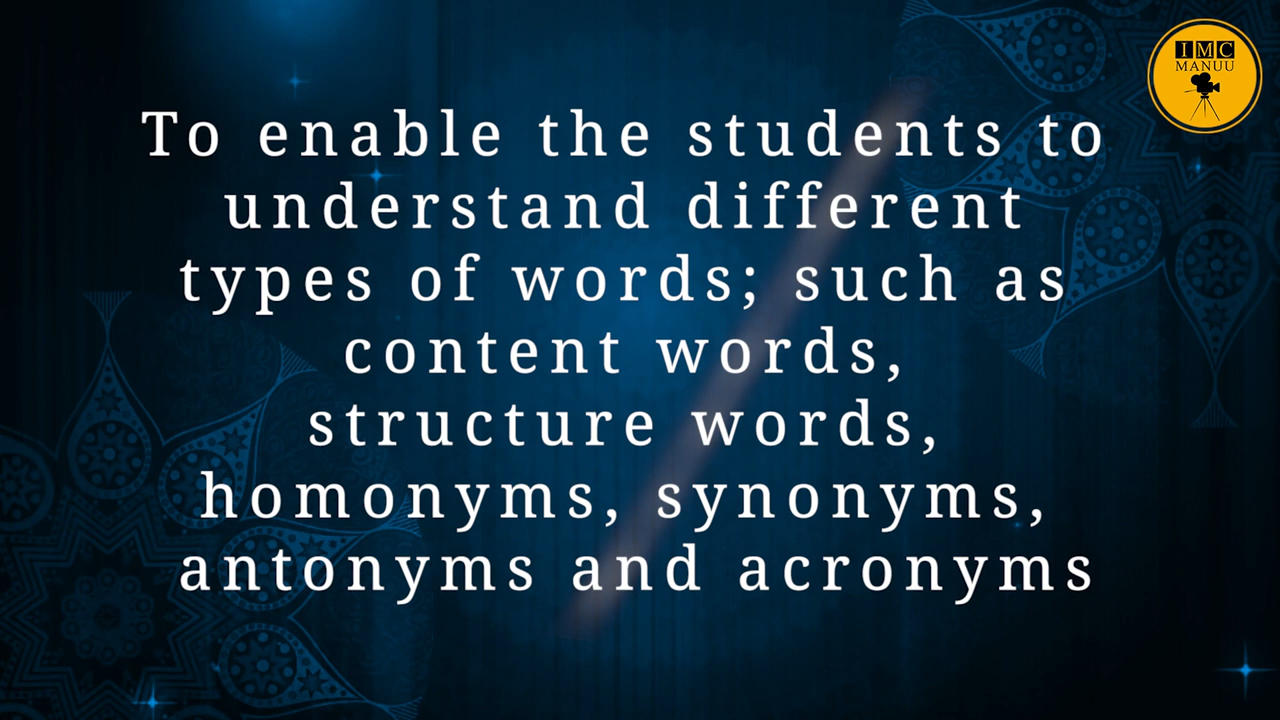 IMC
MANUU
To enable the students to
understand different
types of words; such as
content words,
structure words,
homonyms, synonyms,
antonyms and acronyms